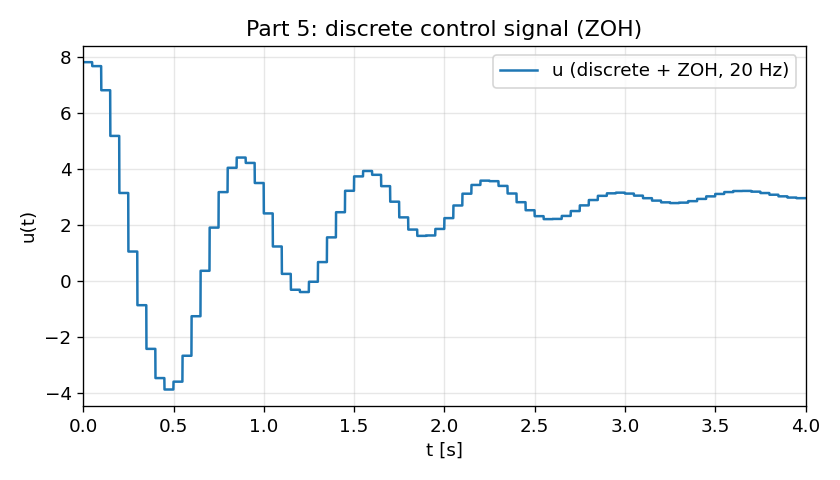 Part 5: discrete control signal (ZOH)
u (discrete + ZOH, 20 Hz)
u(t)
8
6
4
2
0
−2
−4
0.0 0.5 1.0 1.5 2.0 2.5 3.0 3.5 4.0
t [s]